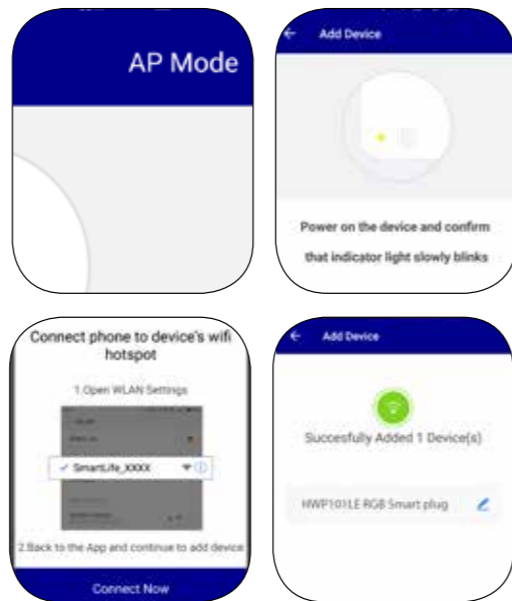 AP Mode
Add Device
Power on the device and confirm
that indicator light slowly blinks
Connect phone to device's wifi
hotspot
1.Open WLAN Settings
SmartLife_XXXX
2.Back to the App and continue to add device
Connect Now
Add Device
Succesfully Added 1 Device(s)
HWP101LE RGB Smart plug